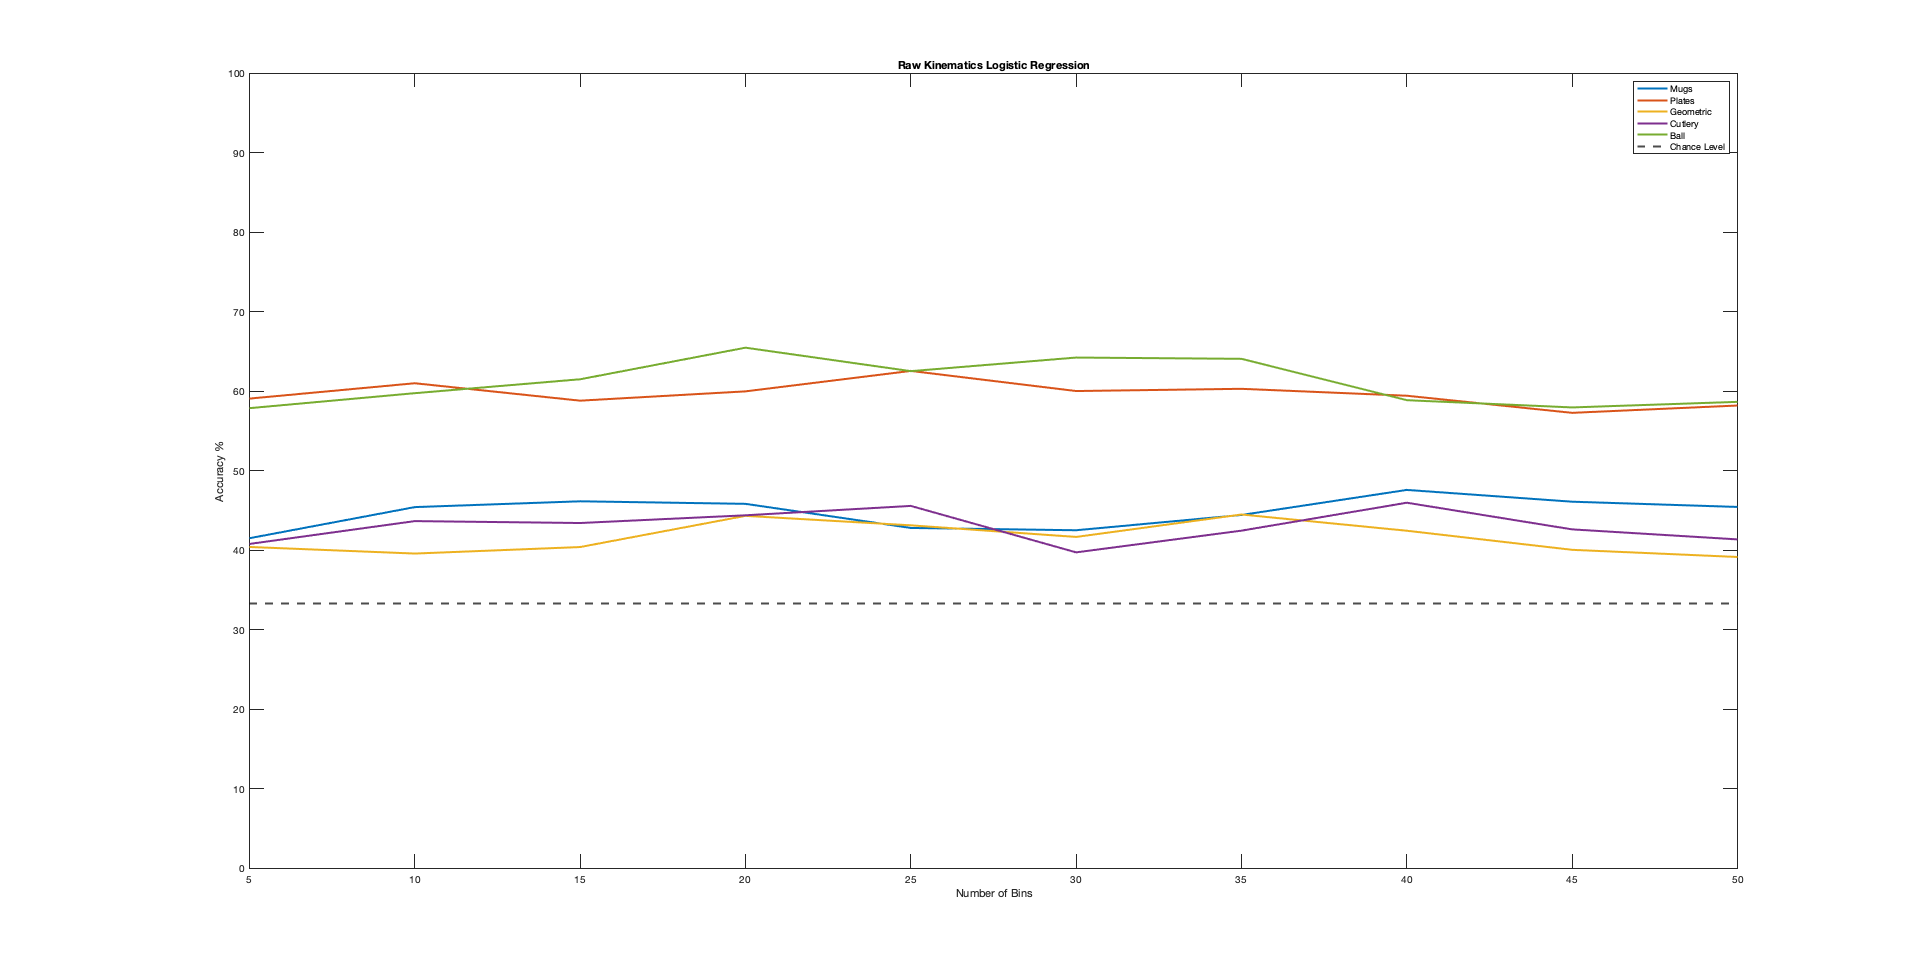 Raw Kinematics Logistic Regression
100
90
80
70
60
50
40
30
20
10
0
Accuracy %
Mugs
Plates
Geometric
Cutlery
Ball
Chance Level
5 10 15 20 25 30 35 40 45 50
Number of Bins